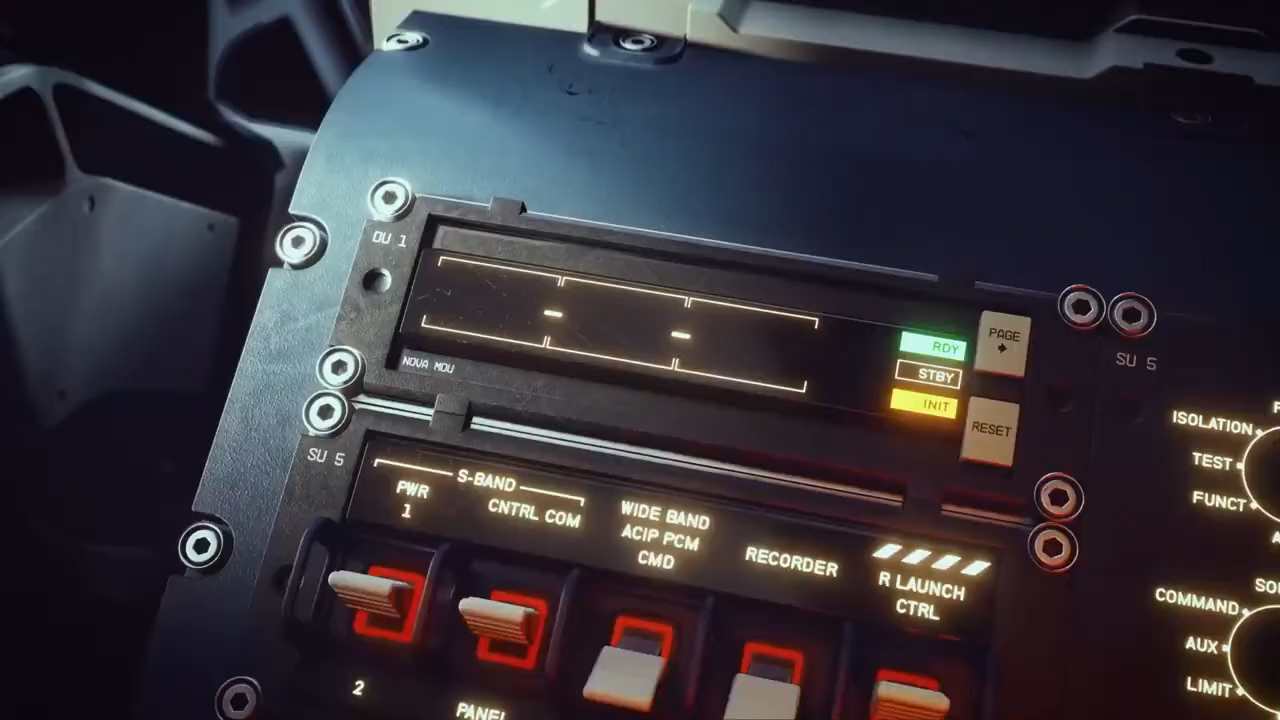 DU 1
NOVA MDU
RDY
STBY
INIT
PAGE
RESET
SU 5
SU 5
S-BAND
PWR
1
CNTRL COM
WIDE BAND
ACIP PCM
CMD
RECORDER
R LAUNCH
CTRL
2
PANEL
ISOLATION
TEST
FUNCT
COMMAND
AUX
LIMIT